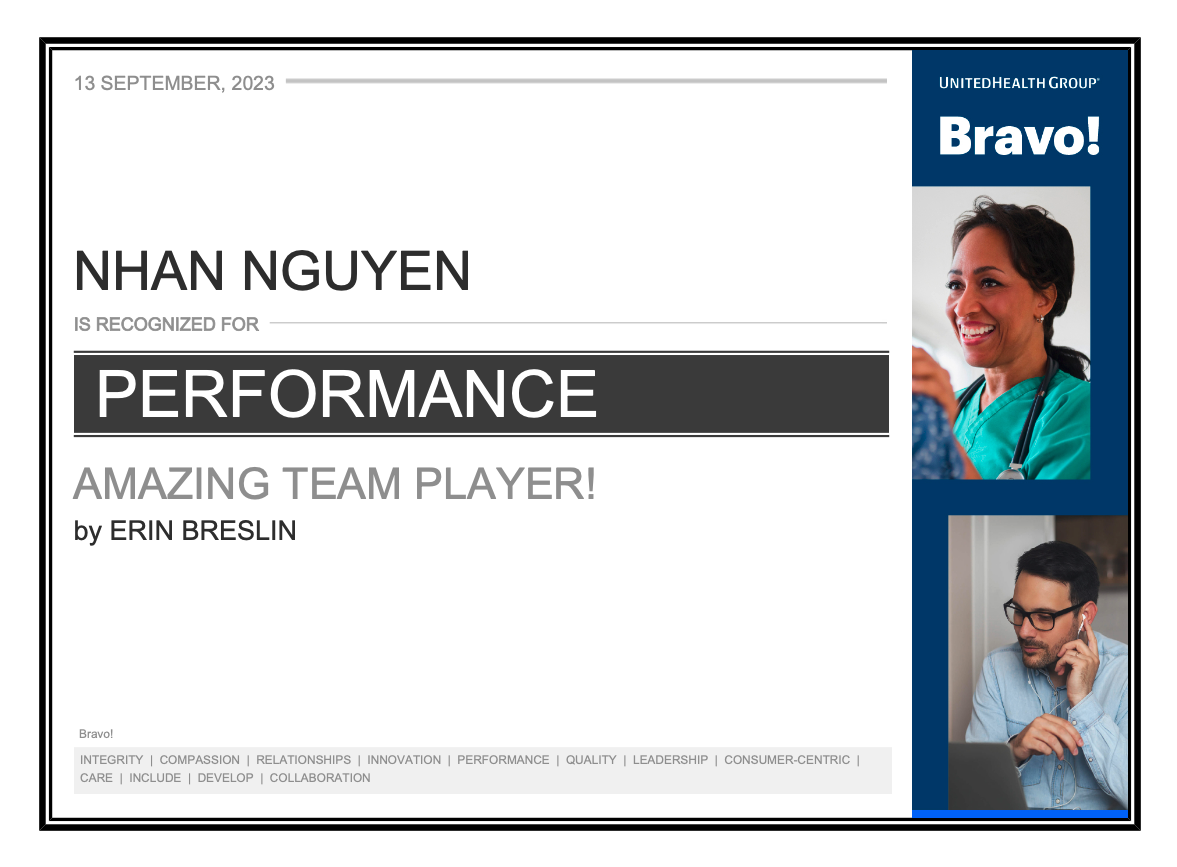 13 SEPTEMBER, 2023
UNITEDHEALTH GROUP®
Bravo!
NHAN NGUYEN
IS RECOGNIZED FOR
PERFORMANCE
AMAZING TEAM PLAYER!
by ERIN BRESLIN
Bravo!
INTEGRITY | COMPASSION | RELATIONSHIPS | INNOVATION | PERFORMANCE | QUALITY | LEADERSHIP | CONSUMER-CENTRIC |
CARE | INCLUDE | DEVELOP | COLLABORATION